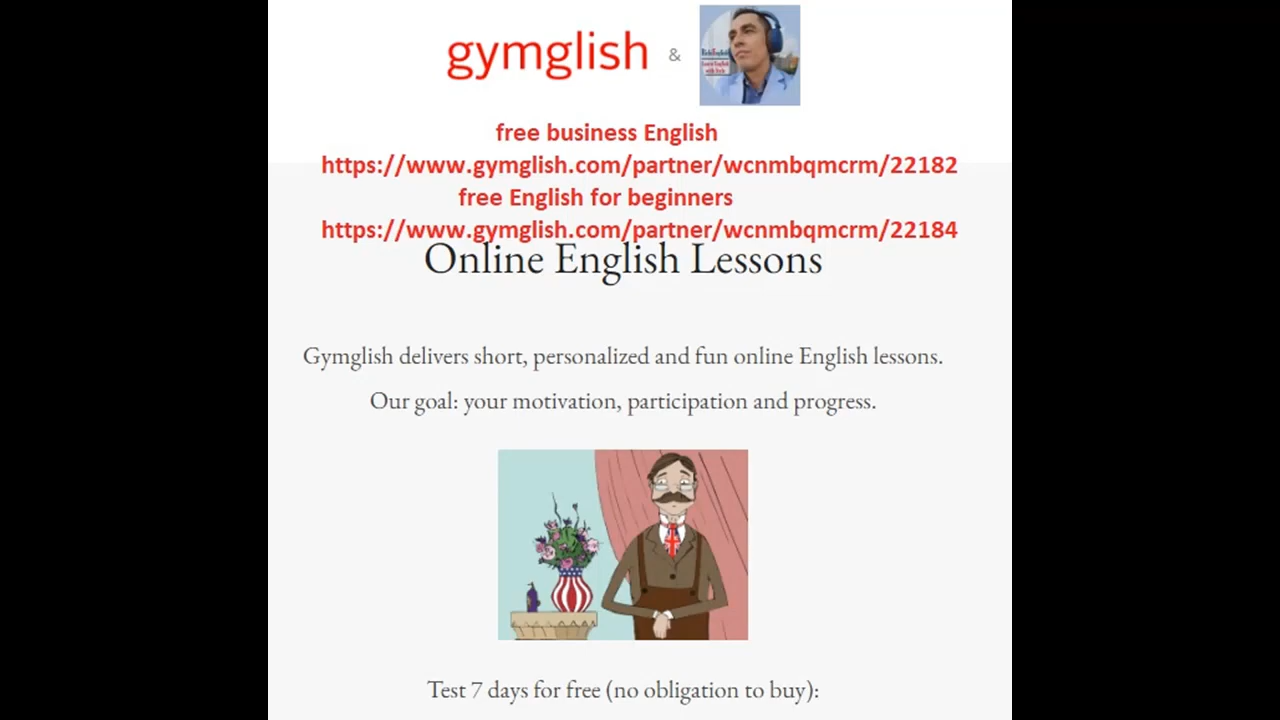 gymglish &
free business English
https://www.gymglish.com/partner/wcnmbqmcrm/22182
free English for beginners
https://www.gymglish.com/partner/wcnmbqmcrm/22184
Online English Lessons
Gymglish delivers short, personalized and fun online English lessons.
Our goal: your motivation, participation and progress.
Test 7 days for free (no obligation to buy):